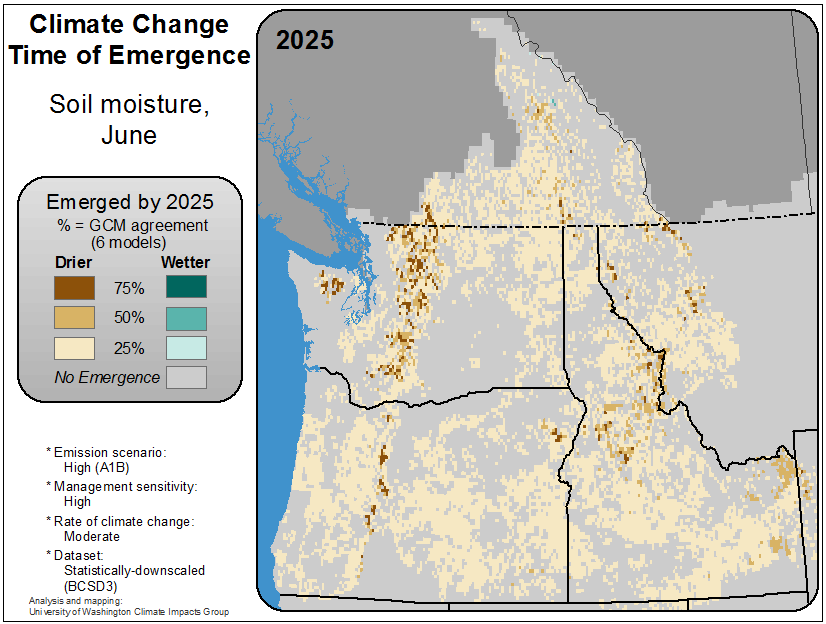 Climate Change
Time of Emergence
Soil moisture,
June
2025
Emerged by 2025
% = GCM agreement
(6 models)
Drier Wetter
75%
50%
25%
No Emergence
* Emission scenario:
High (A1B)
* Management sensitivity:
High
* Rate of climate change:
Moderate
* Dataset:
Statistically-downscaled
(BCSD3)
Analysis and mapping:
University of Washington Climate Impacts Group